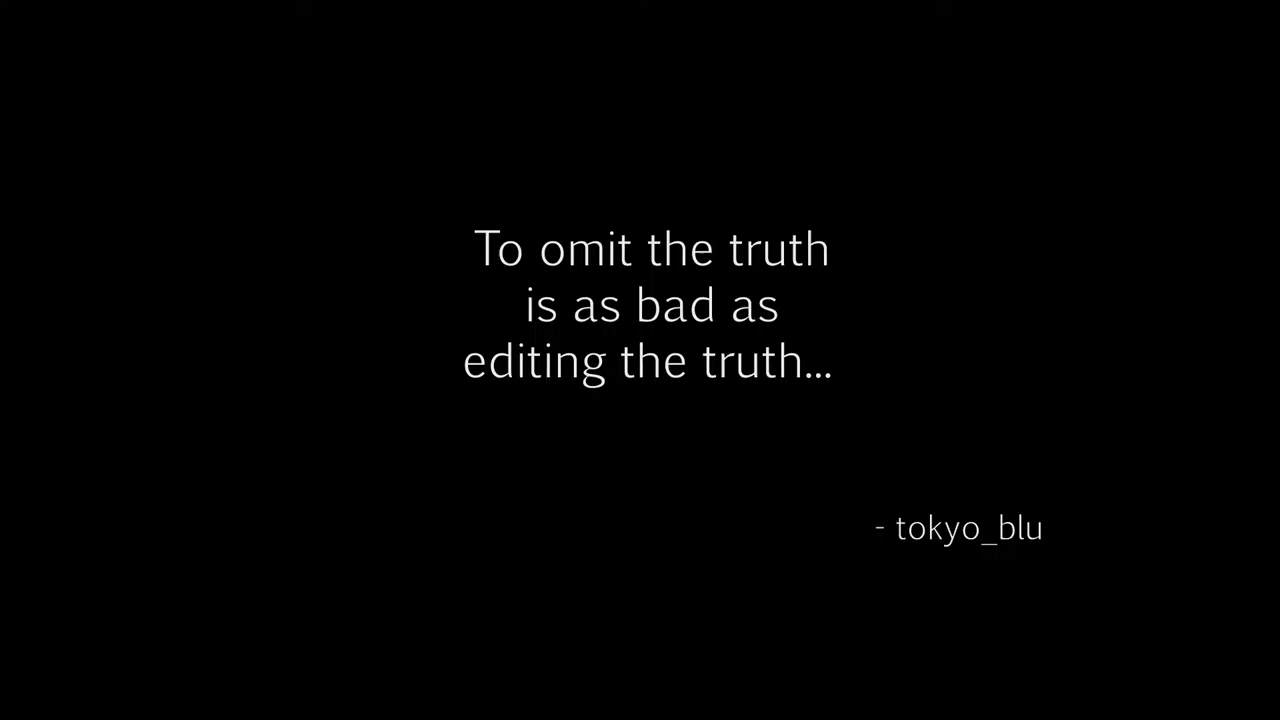 To omit the truth
is as bad as
editing the truth...
- tokyo_blu